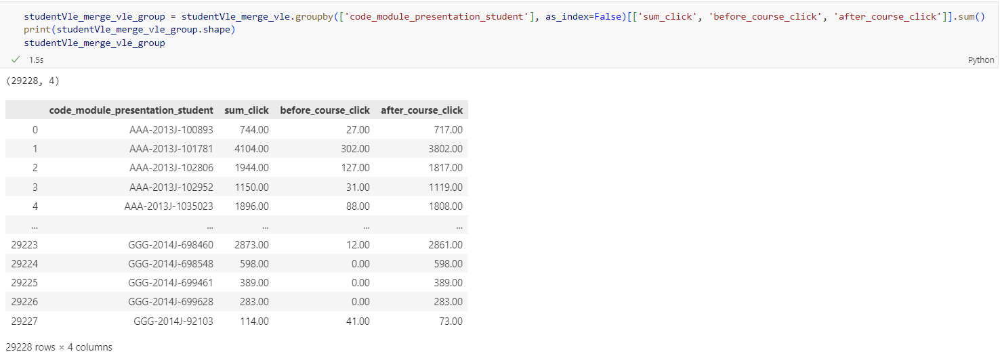 studentVle_merge_vle_group = studentVle_merge_vle.groupby(['code_module_presentation_student'], as_index=False)[['sum_click', 'before_course_click', 'after_course_click']].sum()
print(studentVle_merge_vle_group.shape)
studentVle_merge_vle_group
1.5s Python
(29228, 4)
code_module_presentation_student sum_click before_course_click after_course_click
0 AAA-2013J-100893 744.00 27.00 717.00
1 AAA-2013J-101781 4104.00 302.00 3802.00
2 AAA-2013J-102806 1944.00 127.00 1817.00
3 AAA-2013J-102952 1150.00 31.00 1119.00
4 AAA-2013J-1035023 1896.00 88.00 1808.00
... ... ... ... ...
29223 GGG-2014J-698460 2873.00 12.00 2861.00
29224 GGG-2014J-698548 598.00 0.00 598.00
29225 GGG-2014J-699461 389.00 0.00 389.00
29226 GGG-2014J-699628 283.00 0.00 283.00
29227 GGG-2014J-92103 114.00 41.00 73.00
29228 rows × 4 columns